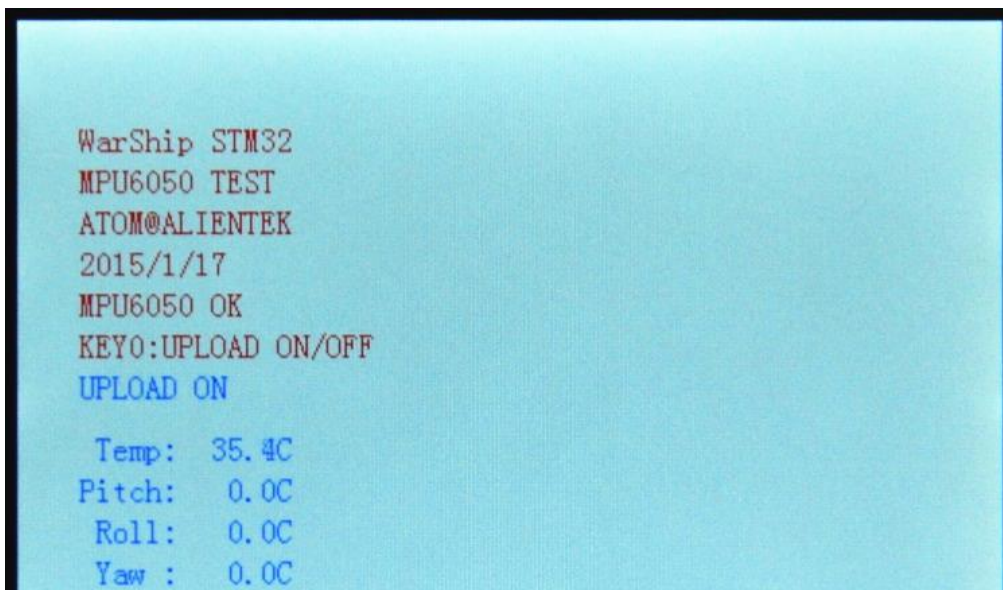 WarShip STM32
MPU6050 TEST
ATOM@ALIENTEK
2015/1/17
MPU6050 OK
KEY0:UPLOAD ON/OFF
UPLOAD ON
Temp: 35.4C
Pitch: 0.0C
Roll: 0.0C
Yaw : 0.0C